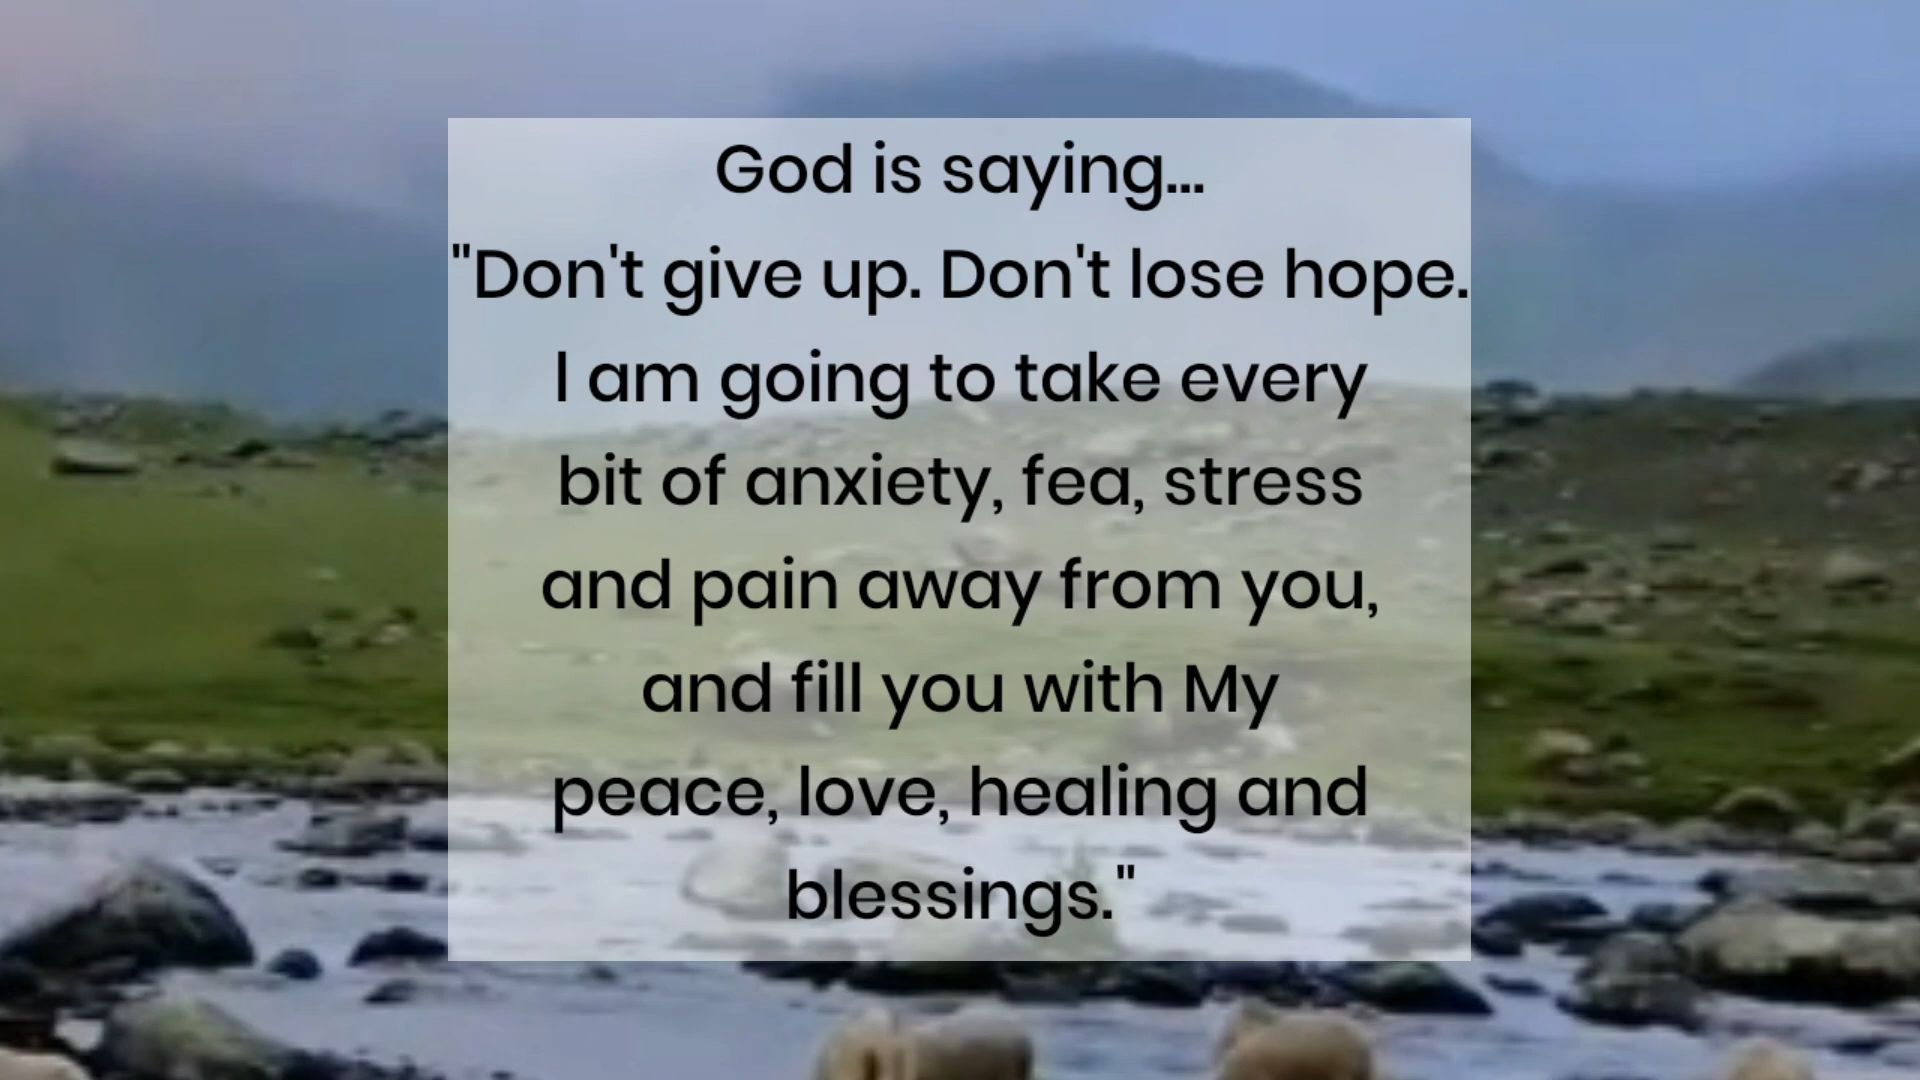 God is saying...
"Don't give up. Don't lose hope.
I am going to take every
bit of anxiety, fea, stress
and pain away from you,
and fill you with My
peace, love, healing and
blessings."